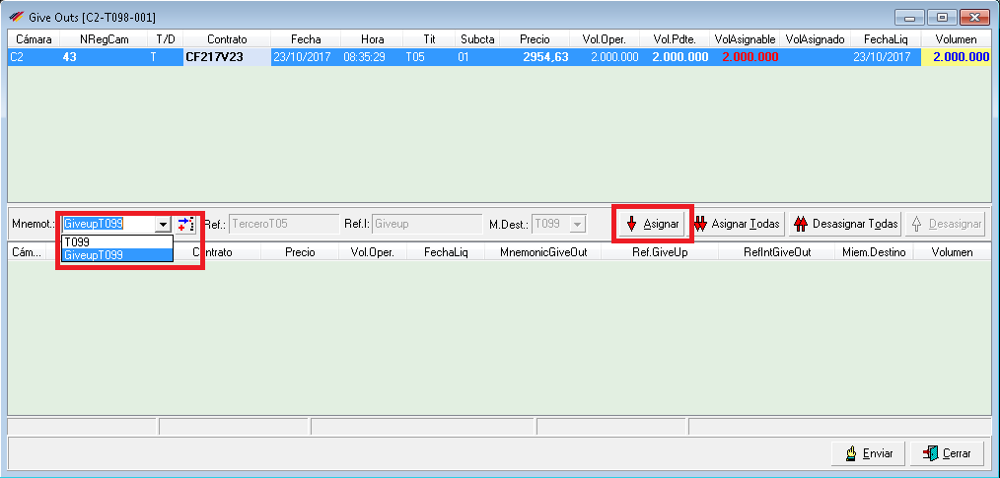 Give Outs [C2-T098-001]
Cámara NRegCam T/D Contrato Fecha Hora Tit Subcta Precio Vol.Oper. Vol.Pdte. VolAsignable VolAsignado FechaLiq Volumen
C2 43 T CF217V23 23/10/2017 08:35:29 T05 01 2954,63 2.000.000 2.000.000 2.000.000 23/10/2017 2.000.000
Mnemot.: GiveupT099 Ref.: TerceroT05 Ref.I: Giveup M.Dest.: T099 Asignar Asignar Todas Desasignar Todas Desasignar
T099
GiveupT099
Cám... Precio Vol.Oper. FechaLiq MnemonicGiveOut Ref.GiveUp RefIntGiveOut Miem.Destino Volumen
Enviar Cerrar